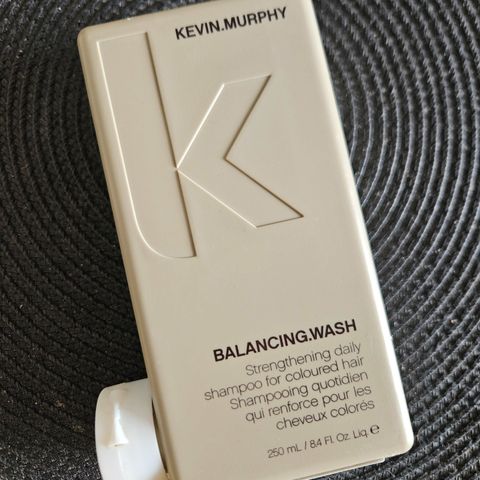 KEVIN.MURPHY
K
BALANCING.WASH
Strengthening daily
shampoo for coloured hair
Shampooing quotidien
qui renforce pour les
cheveux colorés
250 mL / 8.4 Fl. Oz. Liq. ℮